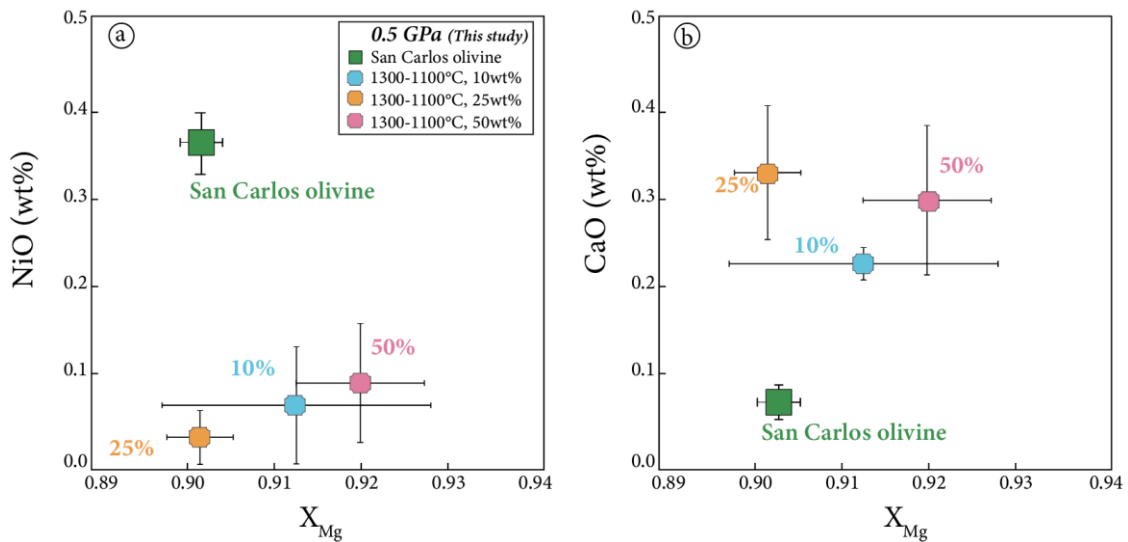 a
0.5 GPa (This study)
San Carlos olivine
1300-1100°C, 10wt%
1300-1100°C, 25wt%
1300-1100°C, 50wt%
NiO (wt%)
0.5
0.4
0.3
0.2
0.1
0.0
San Carlos olivine
10%
50%
25%
0.89
0.90
0.91
0.92
0.93
0.94
XMg
b
CaO (wt%)
0.5
0.4
0.3
0.2
0.1
0.0
25%
50%
10%
San Carlos olivine
0.89
0.90
0.91
0.92
0.93
0.94
XMg